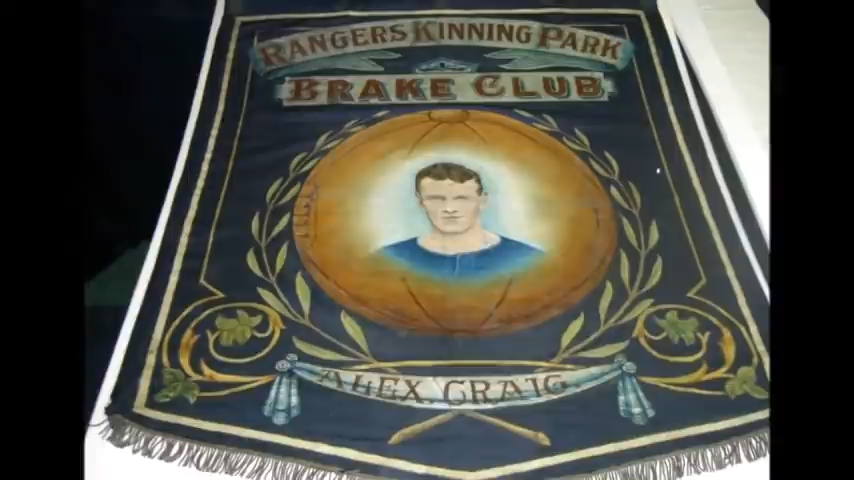 RANGERS KINNING PARK
BRAKE CLUB.
ALEX. CRAIG